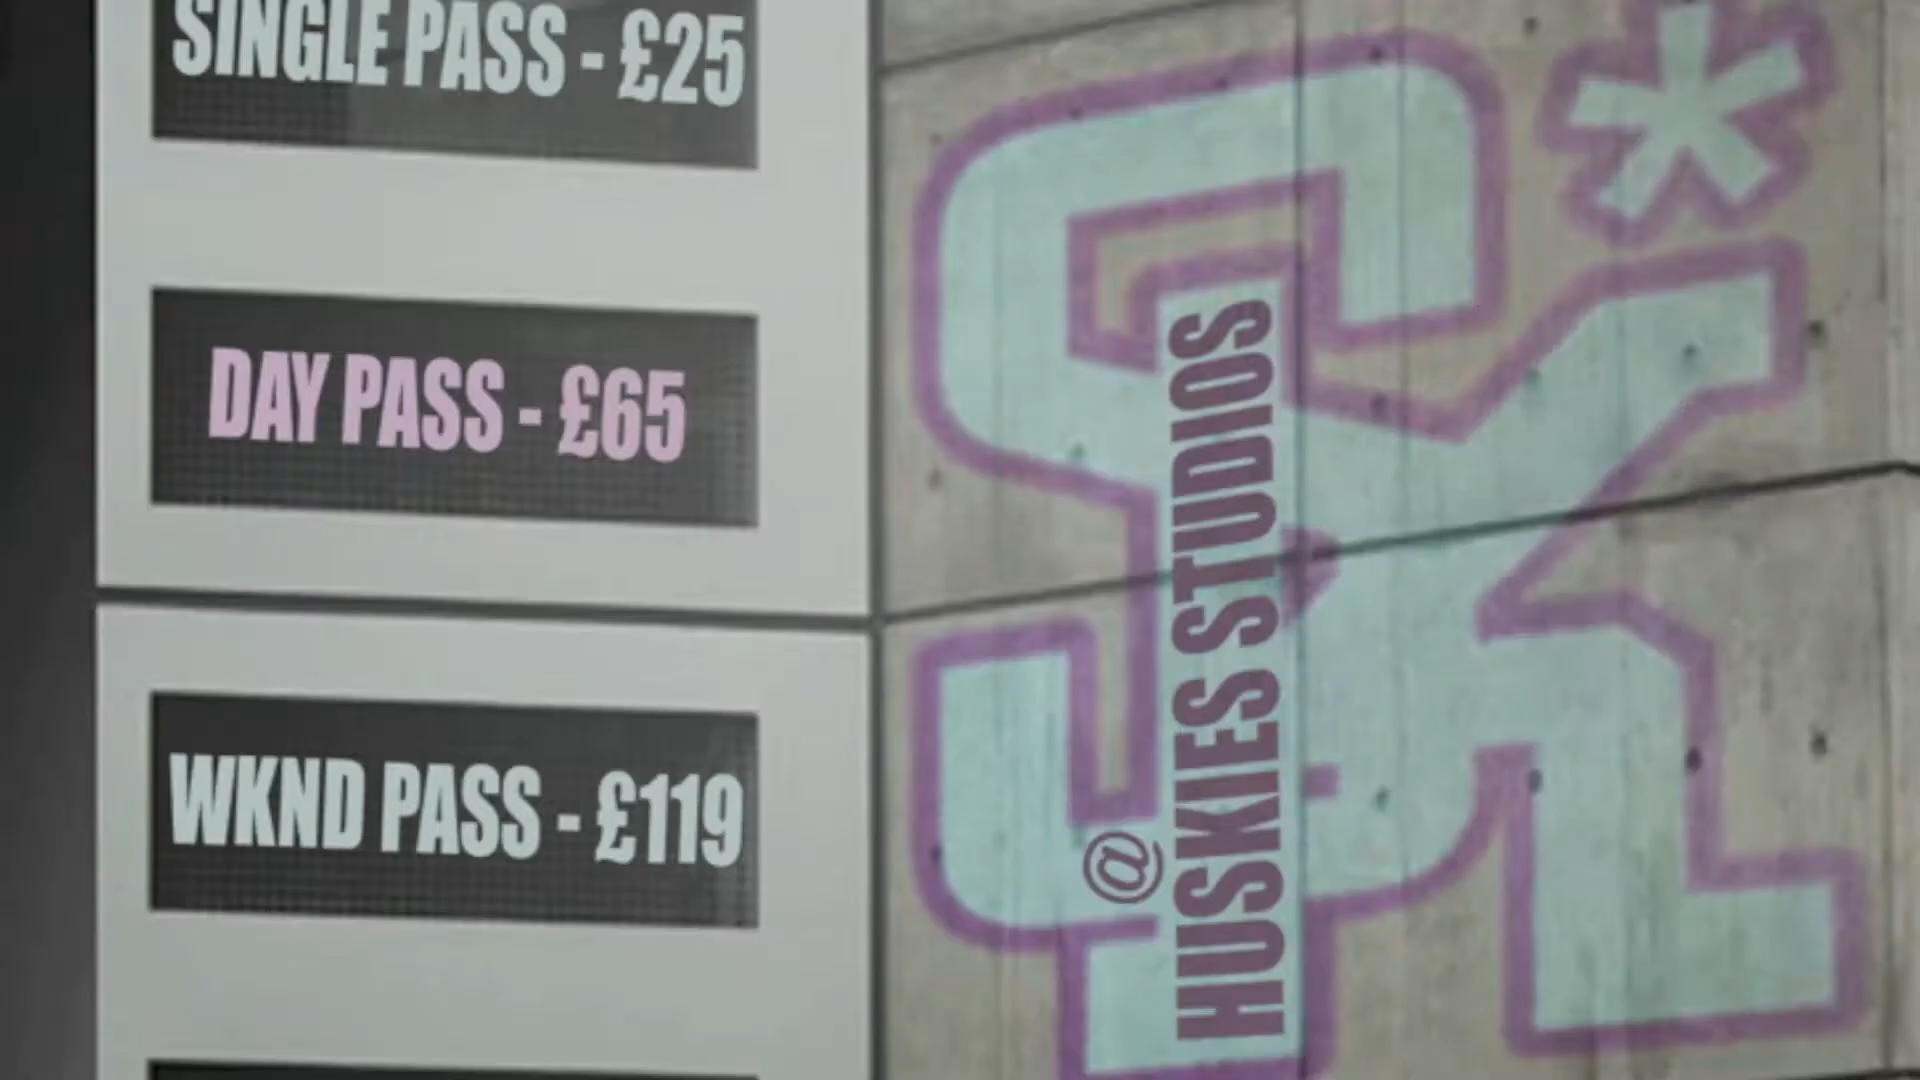 SINGLE PASS - £25
DAY PASS - £65
WKND PASS - £119
@
HUSKIES STUDIOS